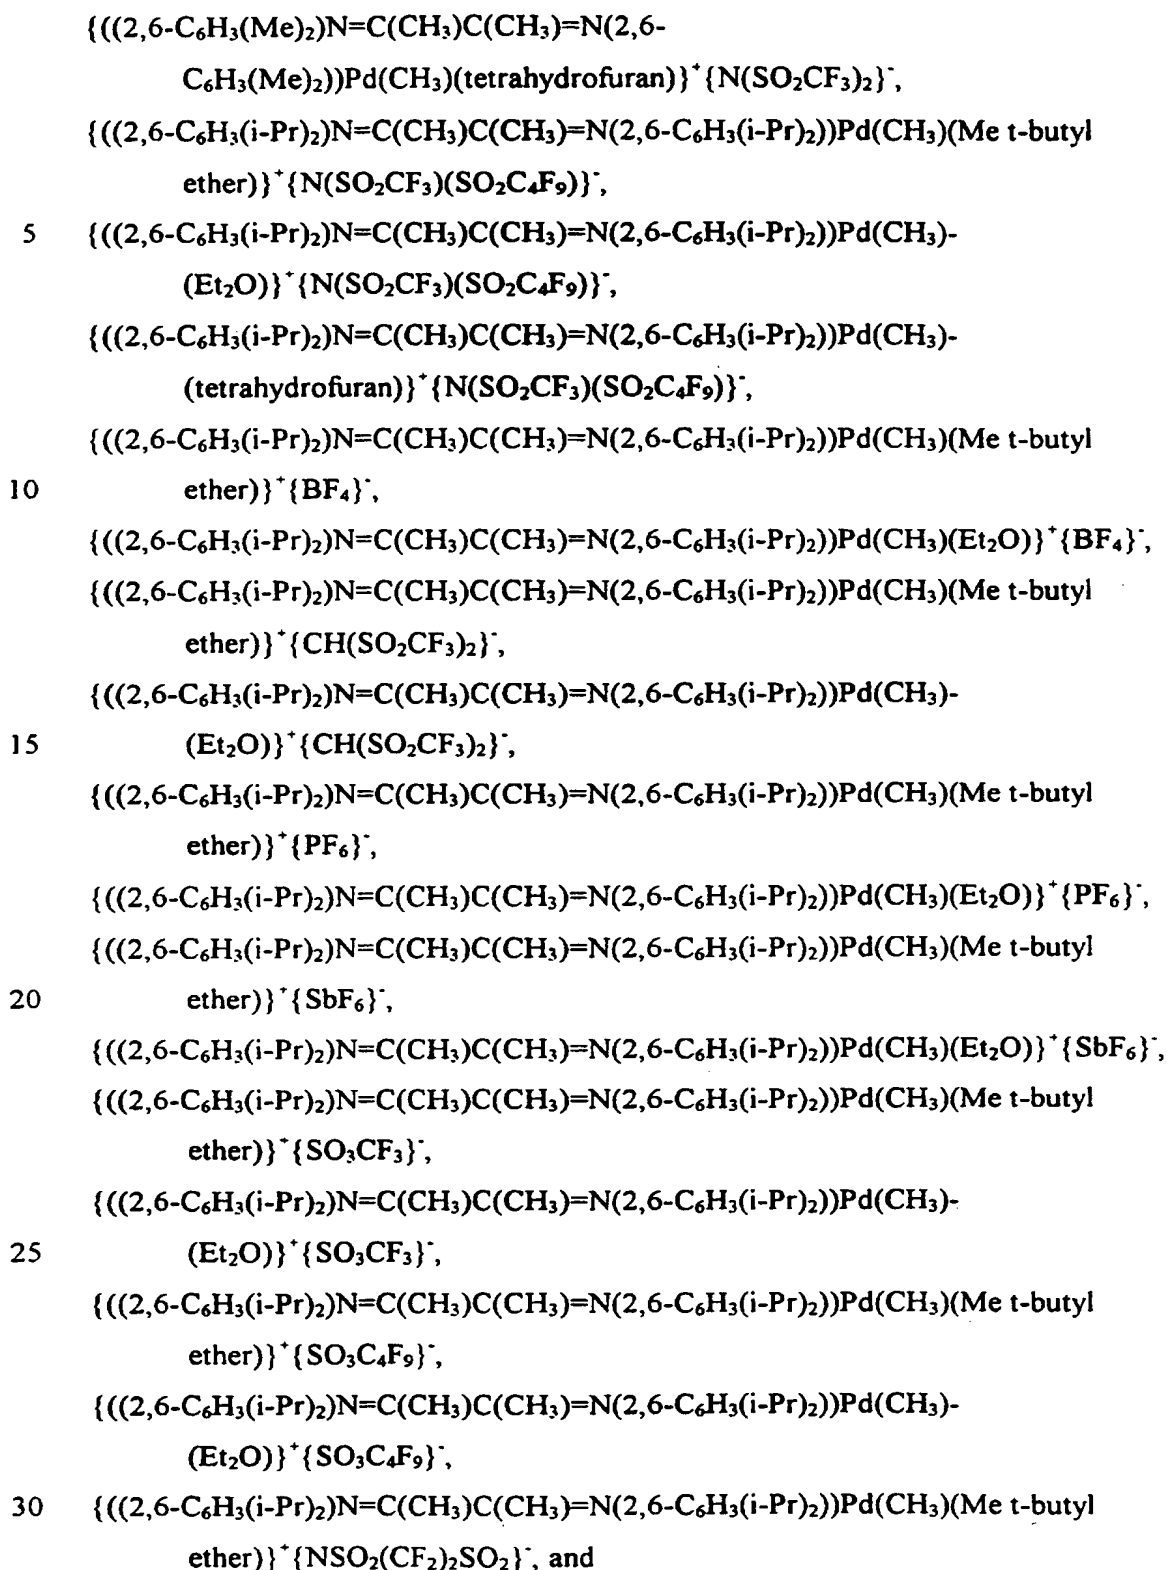 {((2,6-C₆H₃(Me)₂)N=C(CH₃)C(CH₃)=N(2,6-
C₆H₃(Me)₂))Pd(CH₃)(tetrahydrofuran)}⁺{N(SO₂CF₃)₂}⁻,
{((2,6-C₆H₃(i-Pr)₂)N=C(CH₃)C(CH₃)=N(2,6-C₆H₃(i-Pr)₂))Pd(CH₃)(Me t-butyl
ether)}⁺{N(SO₂CF₃)(SO₂C₄F₉)}⁻,
5 {((2,6-C₆H₃(i-Pr)₂)N=C(CH₃)C(CH₃)=N(2,6-C₆H₃(i-Pr)₂))Pd(CH₃)-
(Et₂O)}⁺{N(SO₂CF₃)(SO₂C₄F₉)}⁻,
{((2,6-C₆H₃(i-Pr)₂)N=C(CH₃)C(CH₃)=N(2,6-C₆H₃(i-Pr)₂))Pd(CH₃)-
(tetrahydrofuran)}⁺{N(SO₂CF₃)(SO₂C₄F₉)}⁻,
{((2,6-C₆H₃(i-Pr)₂)N=C(CH₃)C(CH₃)=N(2,6-C₆H₃(i-Pr)₂))Pd(CH₃)(Me t-butyl
10 ether)}⁺{BF₄}⁻,
{((2,6-C₆H₃(i-Pr)₂)N=C(CH₃)C(CH₃)=N(2,6-C₆H₃(i-Pr)₂))Pd(CH₃)(Et₂O)}⁺{BF₄}⁻,
{((2,6-C₆H₃(i-Pr)₂)N=C(CH₃)C(CH₃)=N(2,6-C₆H₃(i-Pr)₂))Pd(CH₃)(Me t-butyl
ether)}⁺{CH(SO₂CF₃)₂}⁻,
{((2,6-C₆H₃(i-Pr)₂)N=C(CH₃)C(CH₃)=N(2,6-C₆H₃(i-Pr)₂))Pd(CH₃)-
15 (Et₂O)}⁺{CH(SO₂CF₃)₂}⁻,
{((2,6-C₆H₃(i-Pr)₂)N=C(CH₃)C(CH₃)=N(2,6-C₆H₃(i-Pr)₂))Pd(CH₃)(Me t-butyl
ether)}⁺{PF₆}⁻,
{((2,6-C₆H₃(i-Pr)₂)N=C(CH₃)C(CH₃)=N(2,6-C₆H₃(i-Pr)₂))Pd(CH₃)(Et₂O)}⁺{PF₆}⁻,
{((2,6-C₆H₃(i-Pr)₂)N=C(CH₃)C(CH₃)=N(2,6-C₆H₃(i-Pr)₂))Pd(CH₃)(Me t-butyl
20 ether)}⁺{SbF₆}⁻,
{((2,6-C₆H₃(i-Pr)₂)N=C(CH₃)C(CH₃)=N(2,6-C₆H₃(i-Pr)₂))Pd(CH₃)(Et₂O)}⁺{SbF₆}⁻,
{((2,6-C₆H₃(i-Pr)₂)N=C(CH₃)C(CH₃)=N(2,6-C₆H₃(i-Pr)₂))Pd(CH₃)(Me t-butyl
ether)}⁺{SO₃CF₃}⁻,
{((2,6-C₆H₃(i-Pr)₂)N=C(CH₃)C(CH₃)=N(2,6-C₆H₃(i-Pr)₂))Pd(CH₃)-
25 (Et₂O)}⁺{SO₃CF₃}⁻,
{((2,6-C₆H₃(i-Pr)₂)N=C(CH₃)C(CH₃)=N(2,6-C₆H₃(i-Pr)₂))Pd(CH₃)(Me t-butyl
ether)}⁺{SO₃C₄F₉}⁻,
{((2,6-C₆H₃(i-Pr)₂)N=C(CH₃)C(CH₃)=N(2,6-C₆H₃(i-Pr)₂))Pd(CH₃)-
(Et₂O)}⁺{SO₃C₄F₉}⁻,
30 {((2,6-C₆H₃(i-Pr)₂)N=C(CH₃)C(CH₃)=N(2,6-C₆H₃(i-Pr)₂))Pd(CH₃)(Me t-butyl
ether)}⁺{NSO₂(CF₂)₂SO₂}⁻, and